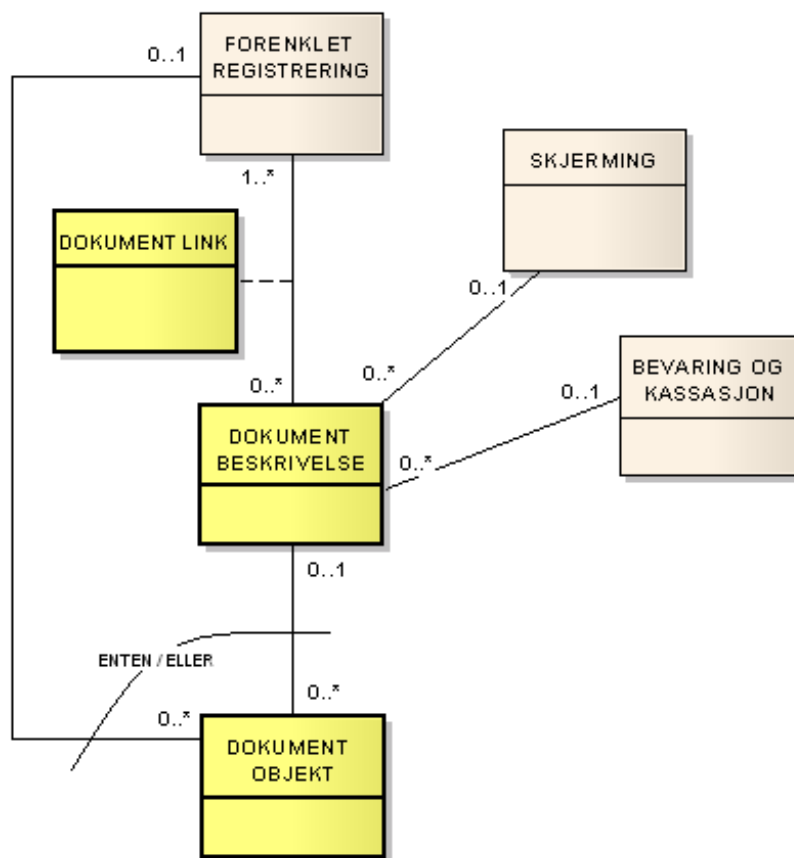 FORENKLET
REGISTRERING
0..1
1..*
SKJERMING
DOKUMENT LINK
0..1
0..*
0..*
BEVARING OG
KASSASJON
0..1
DOKUMENT
BESKRIVELSE
0..*
0..1
ENTEN / ELLER
0..*
0..*
DOKUMENT
OBJEKT